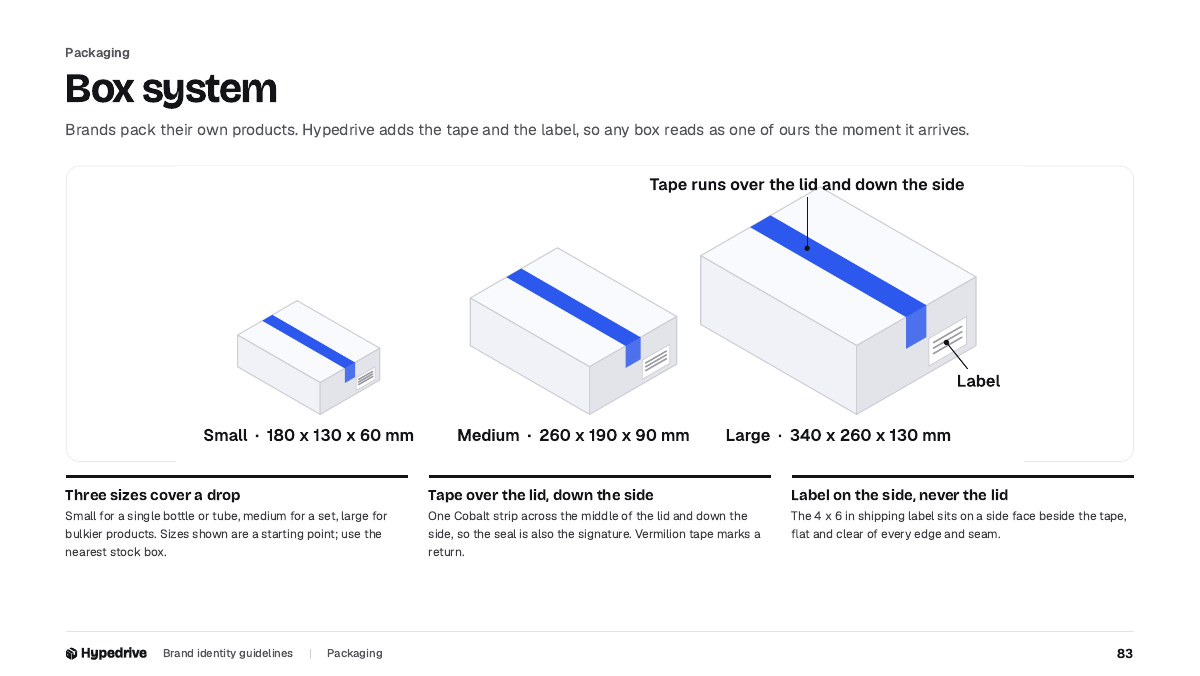 Packaging
Box system
Brands pack their own products. Hypedrive adds the tape and the label, so any box reads as one of ours the moment it arrives.
Tape runs over the lid and down the side
Label
Small · 180 x 130 x 60 mm
Medium · 260 x 190 x 90 mm
Large · 340 x 260 x 130 mm
Three sizes cover a drop
Small for a single bottle or tube, medium for a set, large for
bulkier products. Sizes shown are a starting point; use the
nearest stock box.
Tape over the lid, down the side
One Cobalt strip across the middle of the lid and down the
side, so the seal is also the signature. Vermilion tape marks a
return.
Label on the side, never the lid
The 4 x 6 in shipping label sits on a side face beside the tape,
flat and clear of every edge and seam.
Hypedrive
Brand identity guidelines
Packaging
83